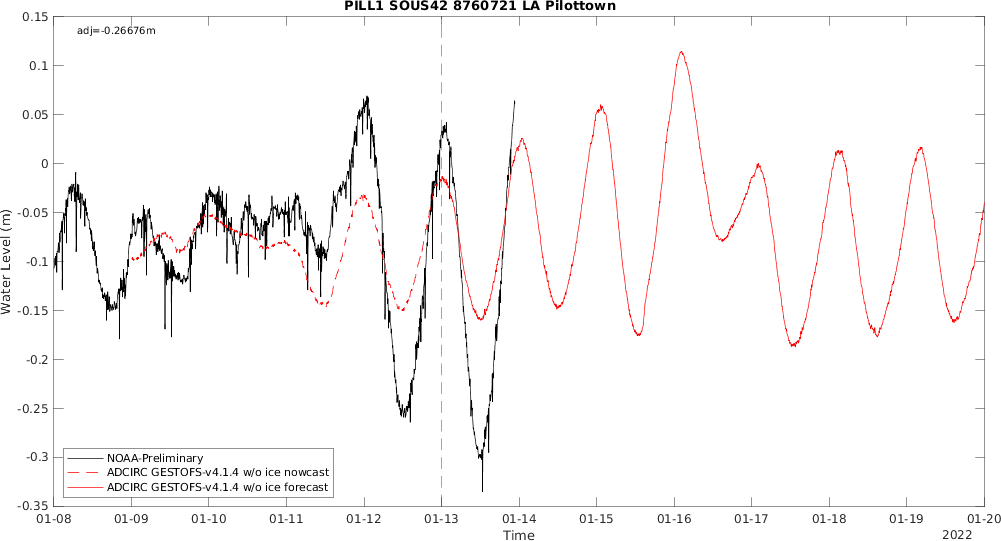 PILL1 SOUS42 8760721 LA Pilottown
adj=-0.26676m
0.15
0.1
0.05
0
-0.05
-0.1
-0.15
-0.2
-0.25
-0.3
-0.35
Water Level (m)
NOAA-Preliminary
ADCIRC GESTOFS-v4.1.4 w/o ice nowcast
ADCIRC GESTOFS-v4.1.4 w/o ice forecast
01-08 01-09 01-10 01-11 01-12 01-13 01-14 01-15 01-16 01-17 01-18 01-19 01-20
Time
2022